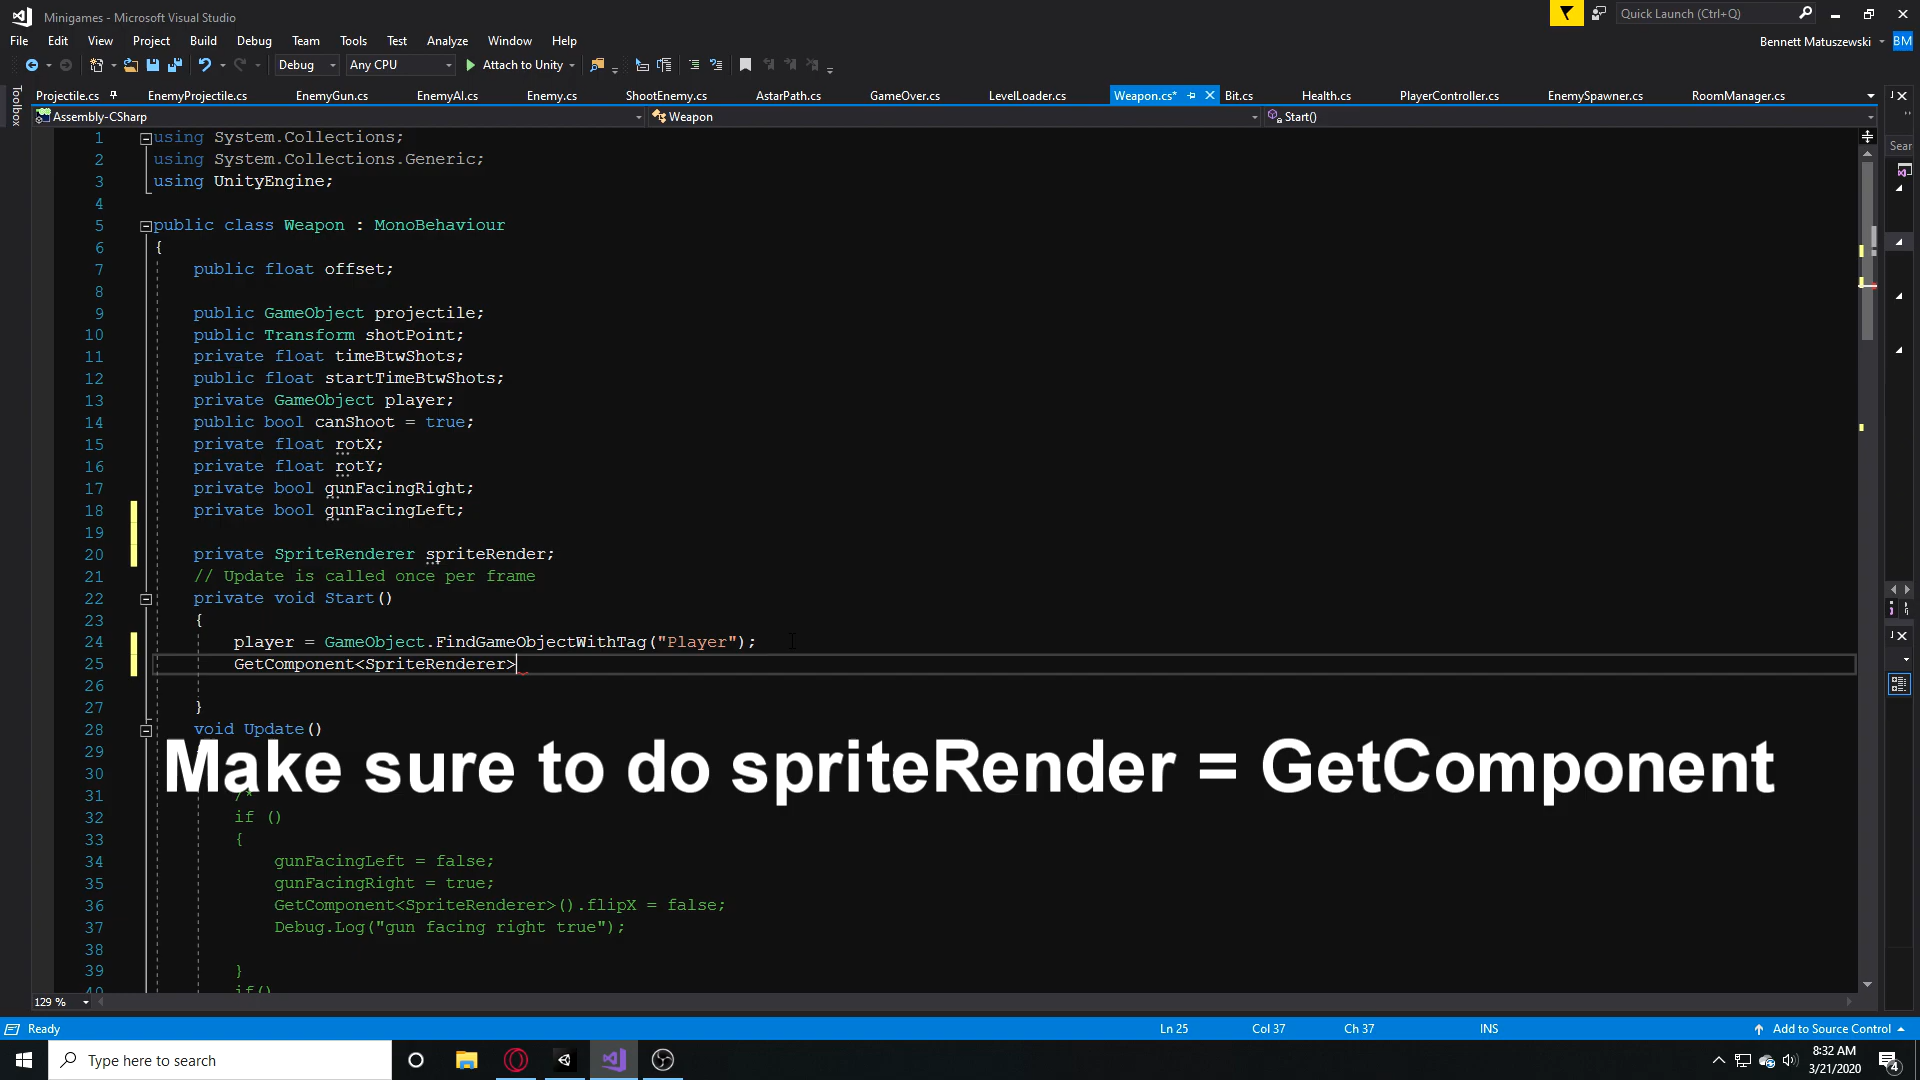 Minigames - Microsoft Visual Studio
Quick Launch (Ctrl+Q)
File Edit View Project Build Debug Team Tools Test Analyze Window Help
Bennett Matuszewski BM
Debug Any CPU Attach to Unity
Toolbox
Projectile.cs EnemyProjectile.cs EnemyGun.cs EnemyAI.cs Enemy.cs ShootEnemy.cs AstarPath.cs GameOver.cs LevelLoader.cs Weapon.cs* Bit.cs Health.cs PlayerController.cs EnemySpawner.cs RoomManager.cs
Assembly-CSharp Weapon Start()
Sear
1 using System.Collections;
2 using System.Collections.Generic;
3 using UnityEngine;
4
5 public class Weapon : MonoBehaviour
6 {
7 public float offset;
8
9 public GameObject projectile;
10 public Transform shotPoint;
11 private float timeBtwShots;
12 public float startTimeBtwShots;
13 private GameObject player;
14 public bool canShoot = true;
15 private float rotX;
16 private float rotY;
17 private bool gunFacingRight;
18 private bool gunFacingLeft;
19
20 private SpriteRenderer spriteRender;
21 // Update is called once per frame
22 private void Start()
23 {
24 player = GameObject.FindGameObjectWithTag("Player");
25 GetComponent<SpriteRenderer>
26
27 }
28 void Update()
29
Make sure to do spriteRender = GetComponent
30
31 /*
32 if ()
33 {
34 gunFacingLeft = false;
35 gunFacingRight = true;
36 GetComponent<SpriteRenderer>().flipX = false;
37 Debug.Log("gun facing right true");
38
39 }
40 if()
129 %
Ready Ln 25 Col 37 Ch 37 INS Add to Source Control
Type here to search
8:32 AM
3/21/2020
4